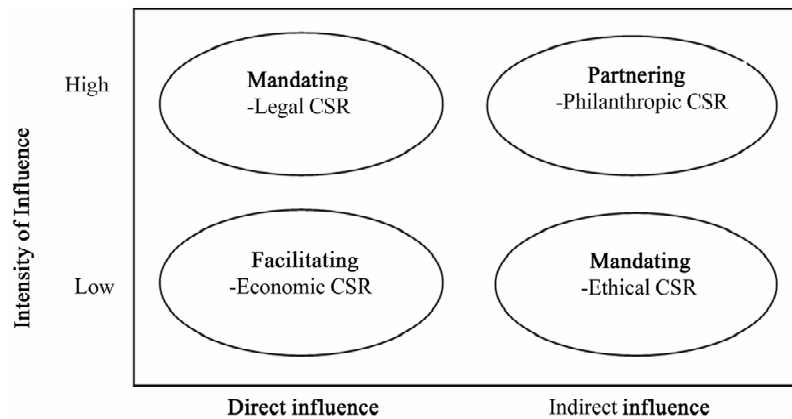 High
Mandating
-Legal CSR
Partnering
-Philanthropic CSR
Intensity of Influence
Low
Facilitating
-Economic CSR
Mandating
-Ethical CSR
Direct influence
Indirect influence